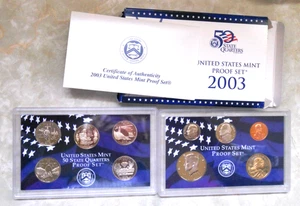 50
STATE
QUARTERS
UNITED STATES MINT
PROOF SET
2003
Certificate of Authenticity
2003 United States Mint Proof Set
UNITED STATES MINT
50 STATE QUARTERS
PROOF SET
UNITED STATES MINT
PROOF SET